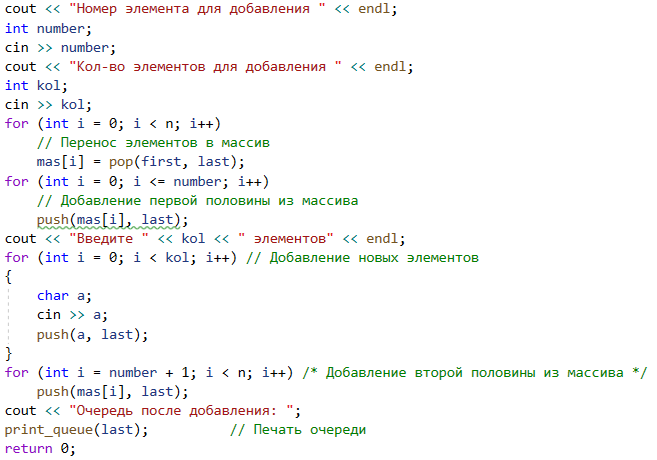 cout << "Номер элемента для добавления " << endl;
int number;
cin >> number;
cout << "Кол-во элементов для добавления " << endl;
int kol;
cin >> kol;
for (int i = 0; i < n; i++)
    // Перенос элементов в массив
    mas[i] = pop(first, last);
for (int i = 0; i <= number; i++)
    // Добавление первой половины из массива
    push(mas[i], last);
cout << "Введите " << kol << " элементов" << endl;
for (int i = 0; i < kol; i++) // Добавление новых элементов
{
    char a;
    cin >> a;
    push(a, last);
}
for (int i = number + 1; i < n; i++) /* Добавление второй половины из массива */
    push(mas[i], last);
cout << "Очередь после добавления: ";
print_queue(last);          // Печать очереди
return 0;